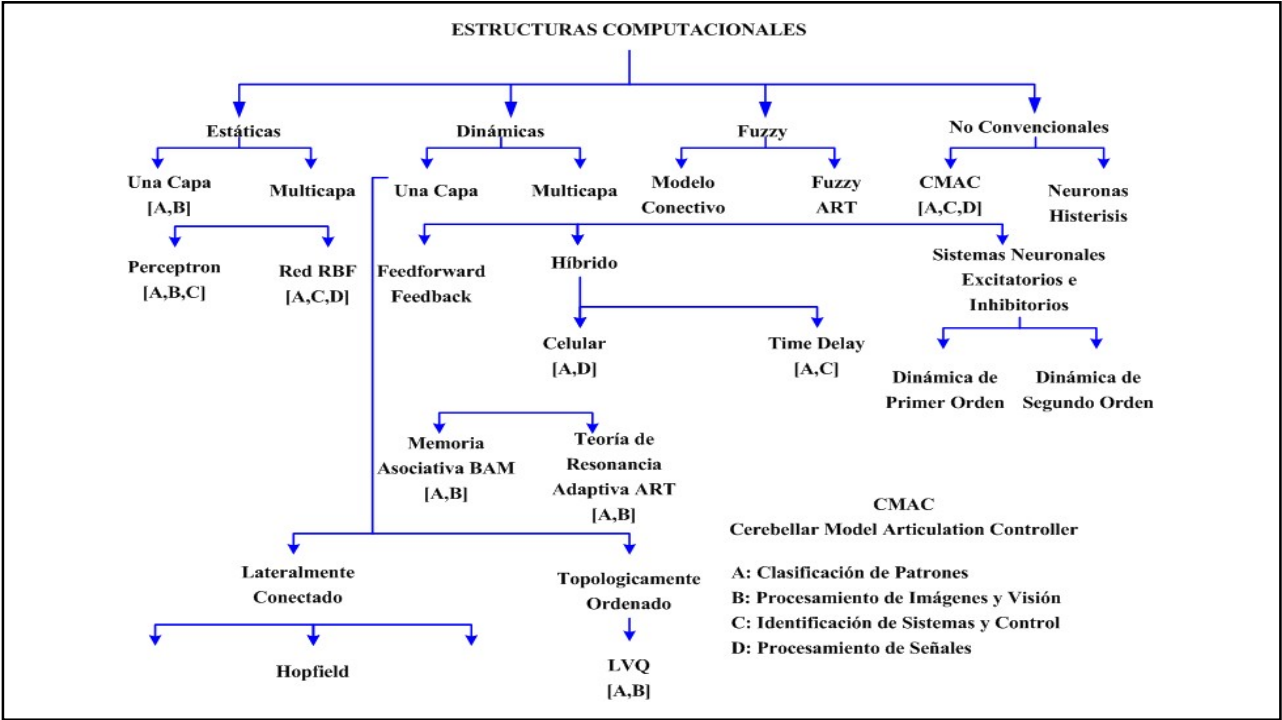 ESTRUCTURAS COMPUTACIONALES
Estáticas
Dinámicas
Fuzzy
No Convencionales
Una Capa
[A,B]
Multicapa
Una Capa
Multicapa
Modelo
Conectivo
Fuzzy
ART
CMAC
[A,C,D]
Neuronas
Histerisis
Perceptron
[A,B,C]
Red RBF
[A,C,D]
Feedforward
Feedback
Híbrido
Sistemas Neuronales
Excitatorios e
Inhibitorios
Celular
[A,D]
Time Delay
[A,C]
Dinámica de
Primer Orden
Dinámica de
Segundo Orden
Memoria
Asociativa BAM
[A,B]
Teoría de
Resonancia
Adaptiva ART
[A,B]
CMAC
Cerebellar Model Articulation Controller
Lateralmente
Conectado
Topologicamente
Ordenado
A: Clasificación de Patrones
B: Procesamiento de Imágenes y Visión
C: Identificación de Sistemas y Control
D: Procesamiento de Señales
Hopfield
LVQ
[A,B]